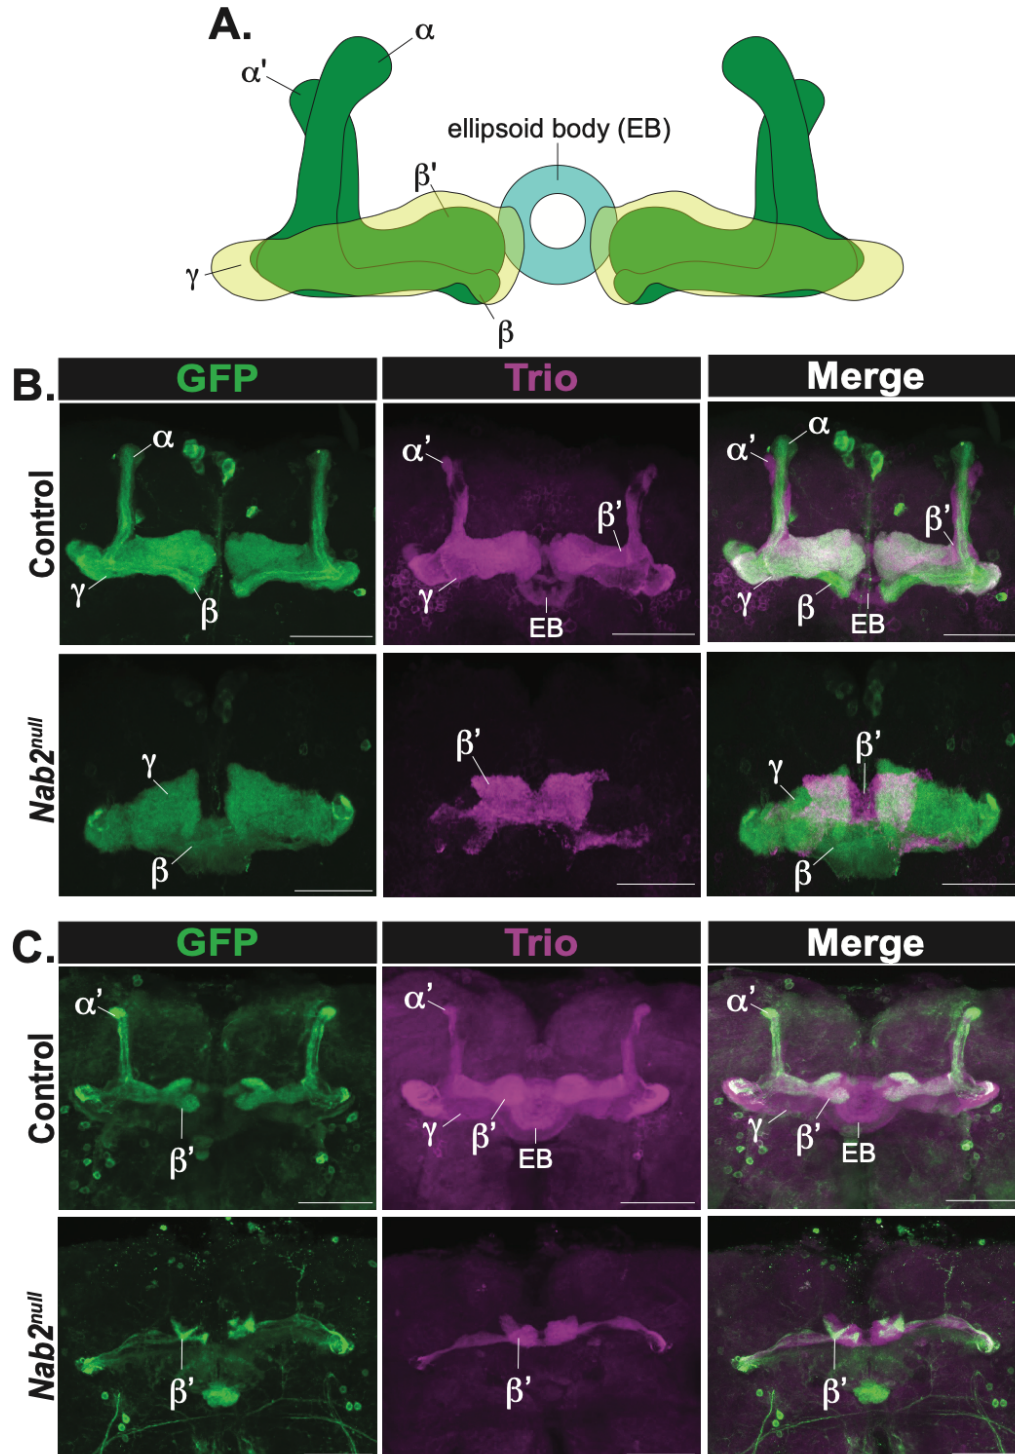 A.
α
α'
ellipsoid body (EB)
β'
γ
β
B.
GFP
Trio
Merge
Control
α
γ
β
α’
β’
γ
EB
α’
α
β’
γ
β
EB
Nab2null
γ
β
β’
β’
γ
β
C.
GFP
Trio
Merge
Control
α’
β’
α’
γ
β’
EB
α’
β’
EB
Nab2null
β’
β’
β’